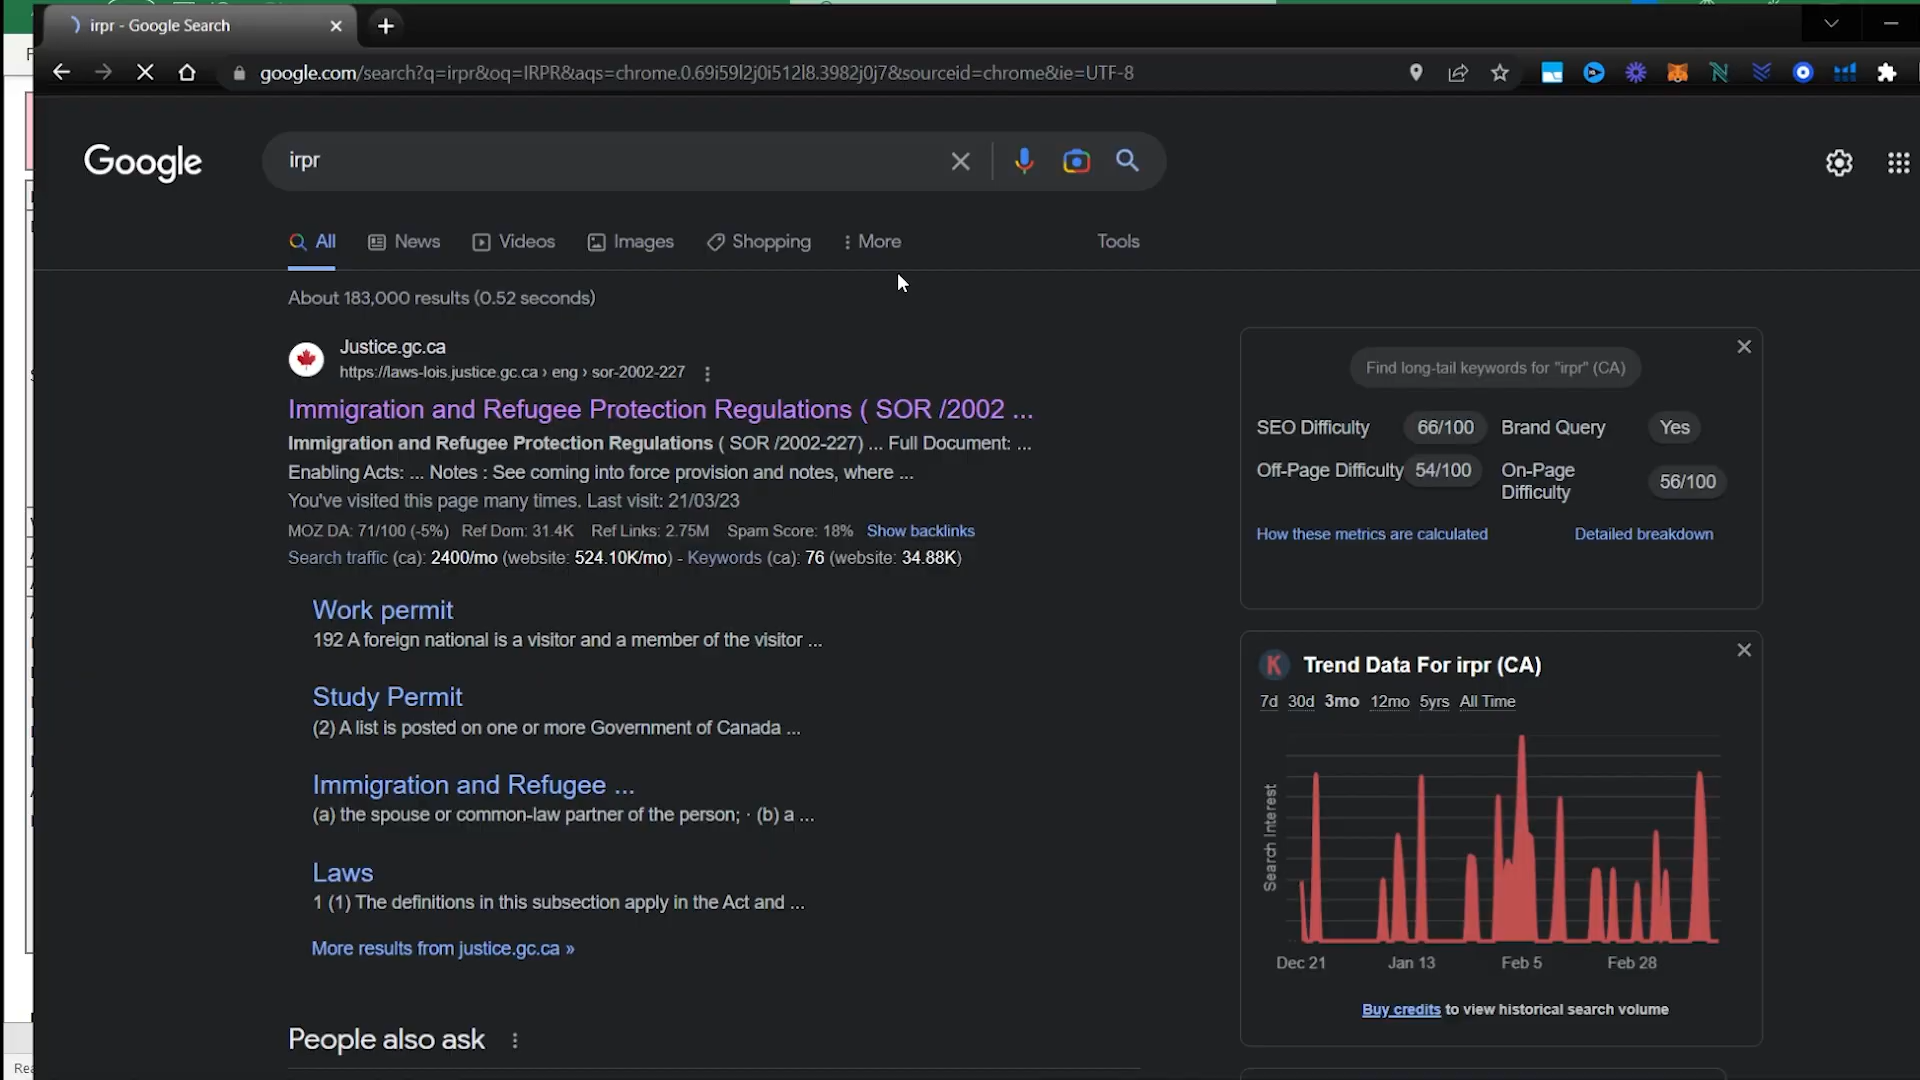 irpr - Google Search
google.com/search?q=irpr&oq=IRPR&aqs=chrome.0.69i59l2j0i512l8.3982j0j7&sourceid=chrome&ie=UTF-8
Google
irpr
All News Videos Images Shopping More Tools
About 183,000 results (0.52 seconds)
Justice.gc.ca
https://laws-lois.justice.gc.ca › eng › sor-2002-227
Immigration and Refugee Protection Regulations ( SOR /2002 ...
Immigration and Refugee Protection Regulations ( SOR /2002-227) ... Full Document: ...
Enabling Acts: ... Notes : See coming into force provision and notes, where ...
You've visited this page many times. Last visit: 21/03/23
MOZ DA: 71/100 (-5%) Ref Dom: 31.4K Ref Links: 2.75M Spam Score: 18% Show backlinks
Search traffic (ca): 2400/mo (website: 524.10K/mo) - Keywords (ca): 76 (website: 34.88K)
Work permit
192 A foreign national is a visitor and a member of the visitor ...
Study Permit
(2) A list is posted on one or more Government of Canada ...
Immigration and Refugee ...
(a) the spouse or common-law partner of the person; · (b) a ...
Laws
1 (1) The definitions in this subsection apply in the Act and ...
More results from justice.gc.ca »
People also ask
Find long-tail keywords for "irpr" (CA)
SEO Difficulty 66/100 Brand Query Yes
Off-Page Difficulty 54/100 On-Page Difficulty 56/100
How these metrics are calculated Detailed breakdown
K Trend Data For irpr (CA)
7d 30d 3mo 12mo 5yrs All Time
Search Interest
Dec 21 Jan 13 Feb 5 Feb 28
Buy credits to view historical search volume